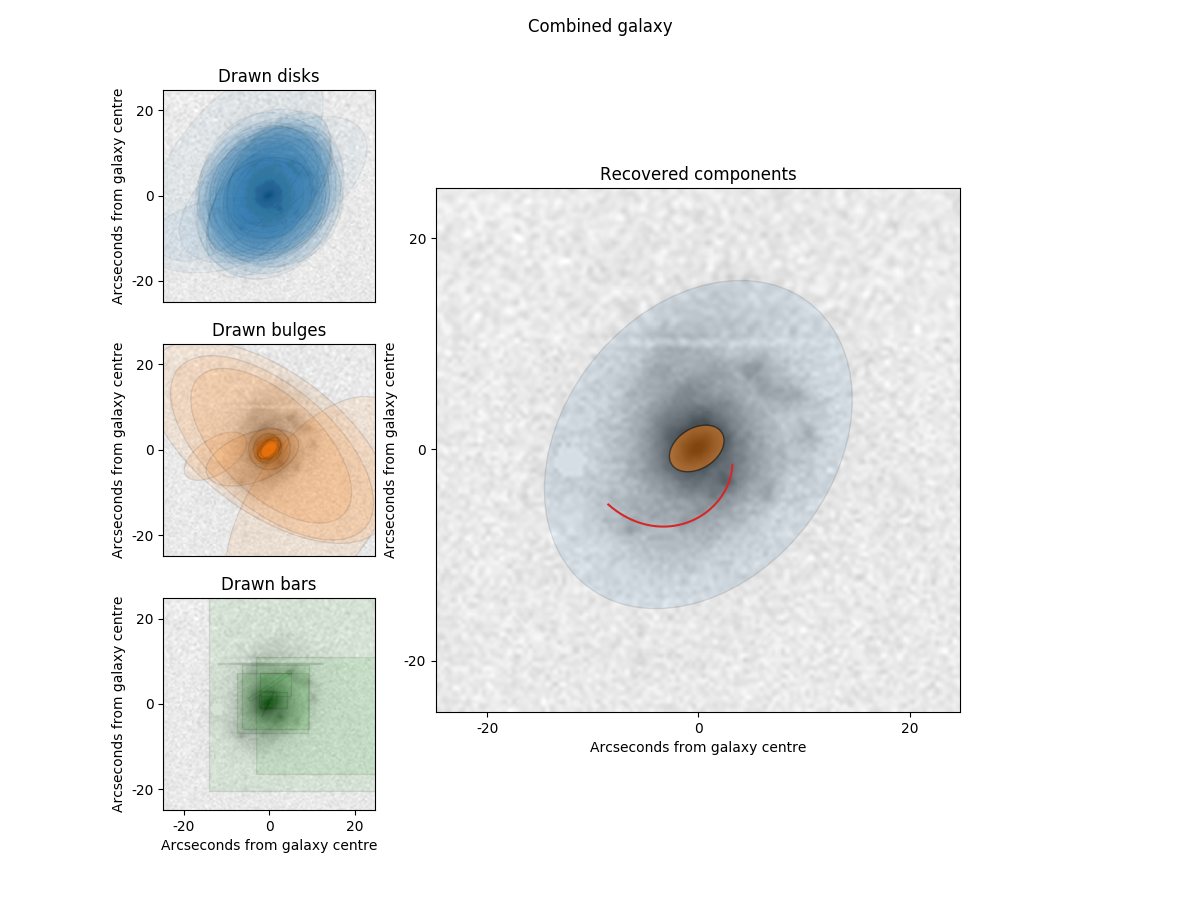 Combined galaxy
Drawn disks
Arcseconds from galaxy centre
20
0
-20
Drawn bulges
Arcseconds from galaxy centre
20
0
-20
Drawn bars
Arcseconds from galaxy centre
20
0
-20
-20 0 20
Arcseconds from galaxy centre
Recovered components
Arcseconds from galaxy centre
20
0
-20
-20 0 20
Arcseconds from galaxy centre